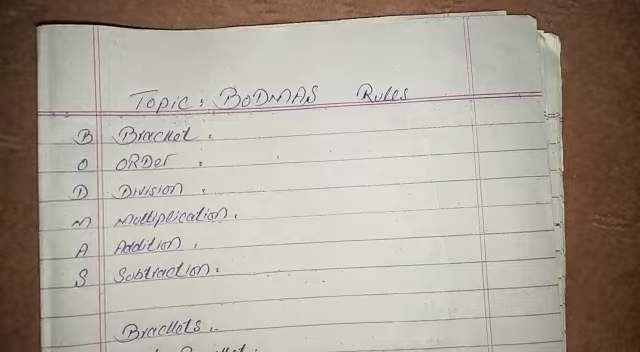 Topic: BODMAS Rules
B Bracket.
O ORDer :
D Division :
M Multiplication.
A Addition.
S Subtraction.
Brackets.